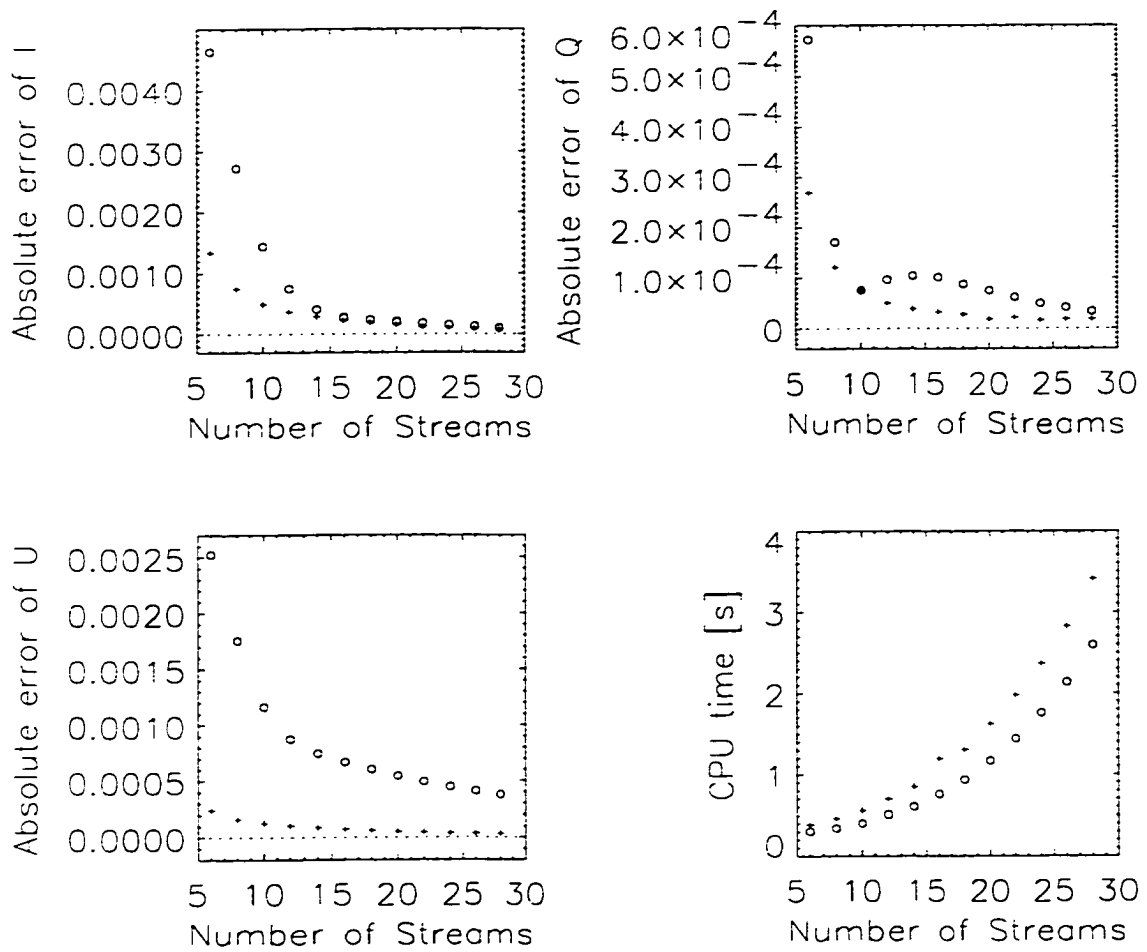 Absolute error of I
0.0040
0.0030
0.0020
0.0010
0.0000
5 10 15 20 25 30
Number of Streams
Absolute error of Q
6.0×10−4
5.0×10−4
4.0×10−4
3.0×10−4
2.0×10−4
1.0×10−4
0
5 10 15 20 25 30
Number of Streams
Absolute error of U
0.0025
0.0020
0.0015
0.0010
0.0005
0.0000
5 10 15 20 25 30
Number of Streams
CPU time [s]
4
3
2
1
0
5 10 15 20 25 30
Number of Streams